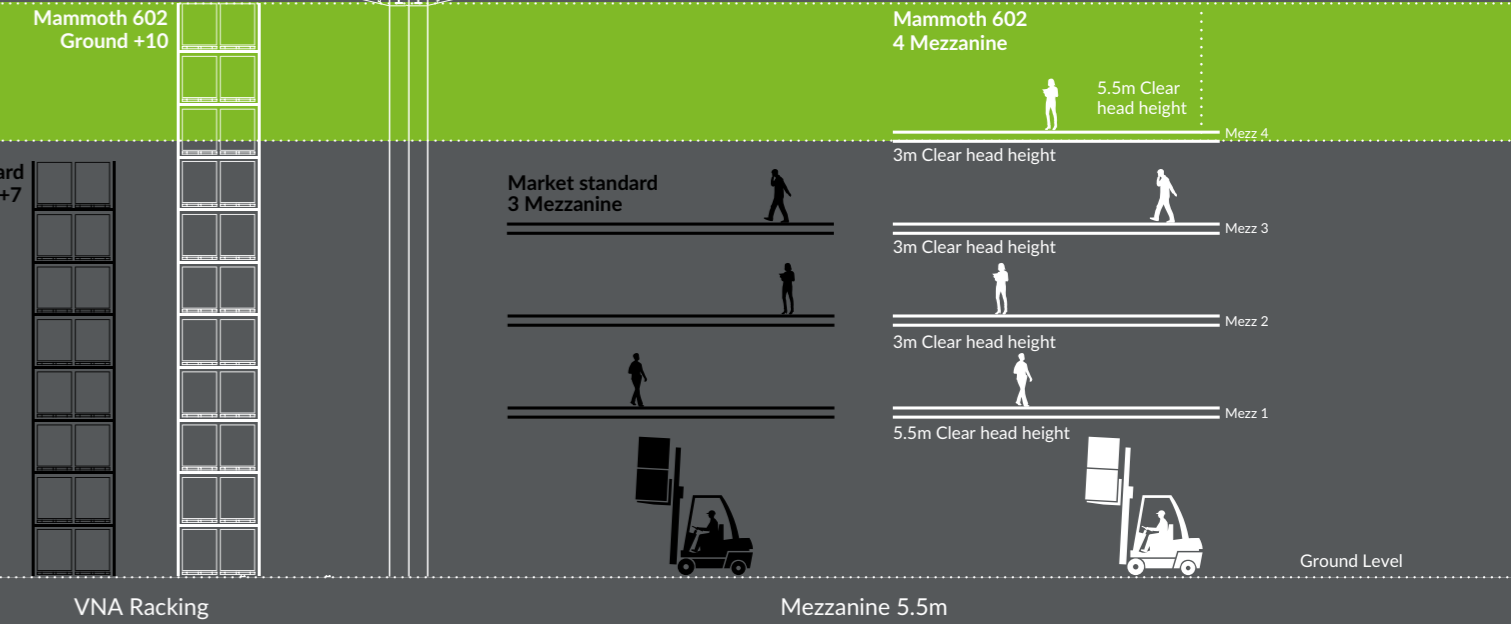 Mammoth 602
Ground +10
ard
+7
VNA Racking
Market standard
3 Mezzanine
Mammoth 602
4 Mezzanine
5.5m Clear
head height
Mezz 4
3m Clear head height
Mezz 3
3m Clear head height
Mezz 2
3m Clear head height
Mezz 1
5.5m Clear head height
Ground Level
Mezzanine 5.5m